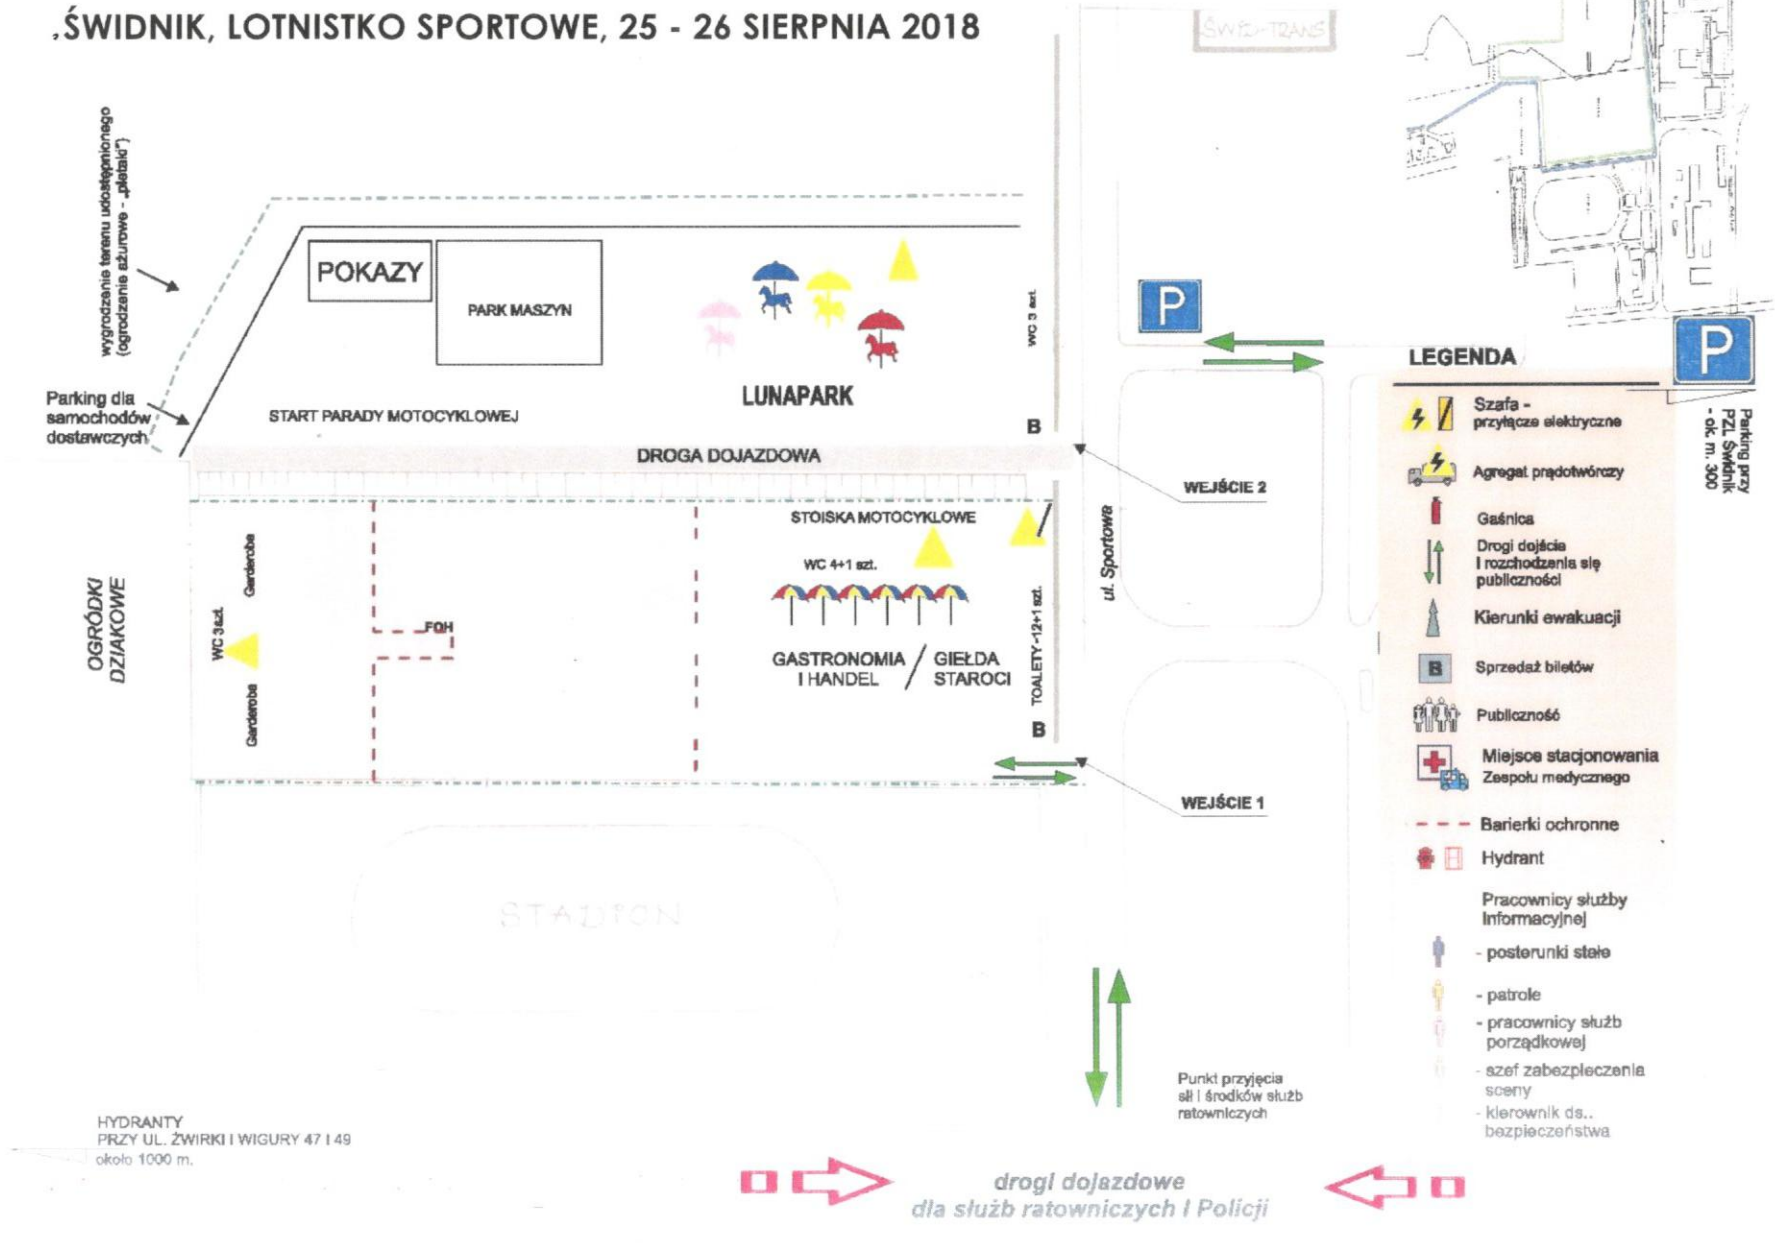 ŚWIDNIK, LOTNISTKO SPORTOWE, 25 - 26 SIERPNIA 2018
ŚWID-TRANS
wygrodzenie terenu udostępnionego
(ogrodzenie ażurowe - „płotaki")
POKAZY
PARK MASZYN
WC 3 szt.
P
P
LUNAPARK
START PARADY MOTOCYKLOWEJ
B
Parking dla
samochodów
dostawczych
DROGA DOJAZDOWA
WEJŚCIE 2
ul. Sportowa
STOISKA MOTOCYKLOWE
WC 4+1 szt.
Garderoba
WC 3szt.
Garderoba
OGRÓDKI
DZIAKOWE
FOH
GASTRONOMIA
I HANDEL
/
GIEŁDA
STAROCI
TOALETY -12+1 szt.
B
WEJŚCIE 1
STADION
LEGENDA
Szafa -
przyłącze elektryczne
Agregat prądotwórczy
Gaśnica
Drogi dojścia
I rozchodzenia się
publiczności
Kierunki ewakuacji
B
Sprzedaż biletów
Publiczność
Miejsce stacjonowania
Zespołu medycznego
Barierki ochronne
Hydrant
Pracownicy służby
Informacyjnej
- posterunki stałe
- patrole
- pracownicy służb
porządkowej
- szef zabezpieczenia
sceny
- kierownik ds..
bezpieczeństwa
Parking przy
PZL Świdnik
- ok. m. 300
Punkt przyjęcia
sił i środków służb
ratowniczych
HYDRANTY
PRZY UL. ŻWIRKI I WIGURY 47 I 49
około 1000 m.
drogi dojazdowe
dla służb ratowniczych I Policji